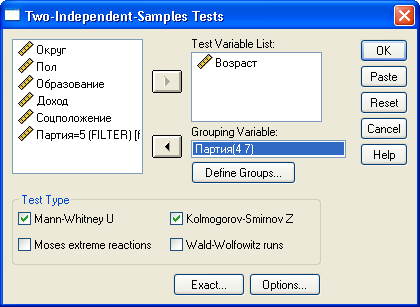 Two-Independent-Samples Tests
Округ
Пол
Образование
Доход
Соцположение
Партия=5 (FILTER) [f
Test Variable List:
Возраст
Grouping Variable:
Партия(4 7)
Define Groups...
OK
Paste
Reset
Cancel
Help
Test Type
Mann-Whitney U
Kolmogorov-Smirnov Z
Moses extreme reactions
Wald-Wolfowitz runs
Exact...
Options...